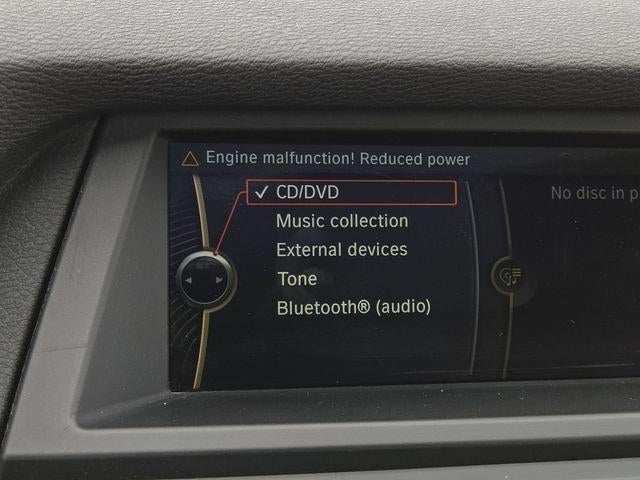 Engine malfunction! Reduced power
CD/DVD
No disc in
Music collection
External devices
Tone
Bluetooth® (audio)